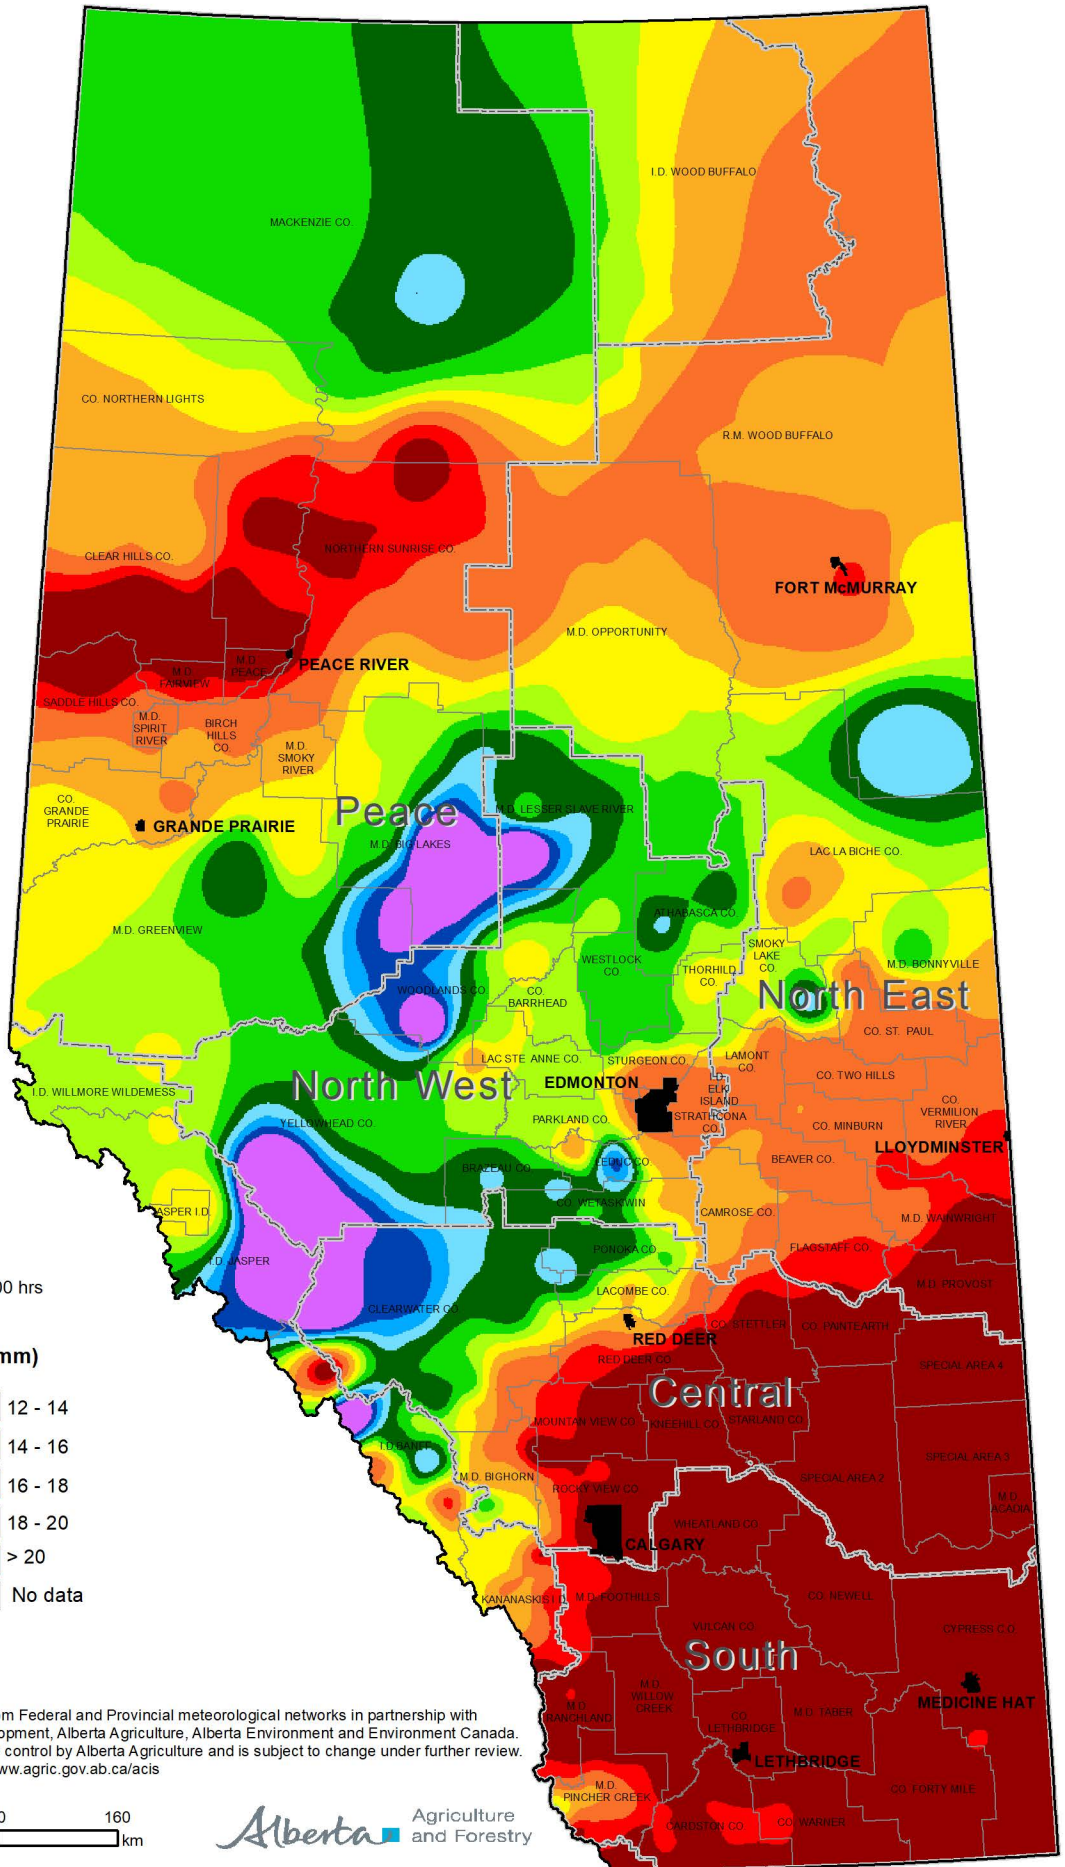 I.D. WOOD BUFFALO
MACKENZIE CO.
CO. NORTHERN LIGHTS
R.M. WOOD BUFFALO
CLEAR HILLS CO.
NORTHERN SUNRISE CO.
FORT McMURRAY
M.D. OPPORTUNITY
PEACE RIVER
M.D.
PEACE
M.D.
FAIRVIEW
SADDLE HILLS CO.
M.D.
SPIRIT
RIVER
BIRCH
HILLS
CO.
M.D.
SMOKY
RIVER
CO.
GRANDE
PRAIRIE
GRANDE PRAIRIE
Peace
M.D. LESSER SLAVE RIVER
M.D. BIG LAKES
LAC LA BICHE CO.
M.D. GREENVIEW
ATHABASCA CO.
WESTLOCK
CO
SMOKY
LAKE
CO.
M.D. BONNYVILLE
THORHILD
CO.
WOODLANDS CO.
CO.
BARRHEAD
North East
CO. ST. PAUL
LAC STE ANNE CO.
STURGEON CO.
LAMONT
CO.
CO. TWO HILLS
North West
EDMONTON
I.D.
ELK
ISLAND
I.D. WILLMORE WILDERNESS
CO.
VERMILION
RIVER
YELLOWHEAD CO.
PARKLAND CO.
STRATHCONA
CO.
CO. MINBURN
LLOYDMINSTER
BRAZEAU CO.
LEDUC CO.
BEAVER CO.
CO. WETASKIWIN
JASPER I.D.
CAMROSE CO.
M.D. WAINWRIGHT
I.D. JASPER
PONOKA CO.
FLAGSTAFF CO.
M.D. PROVOST
00 hrs
CLEARWATER CO.
LACOMBE CO.
RED DEER
CO. STETTLER
CO. PAINTEARTH
mm)
RED DEER CO.
SPECIAL AREA 4
Central
12 - 14
MOUNTAN VIEW CO.
KNEEHILL CO.
STARLAND CO.
14 - 16
I.D. BANFF
M.D. BIGHORN
SPECIAL AREA 2
SPECIAL AREA 3
16 - 18
ROCKY VIEW CO.
M.D.
ACADIA
18 - 20
WHEATLAND CO.
CALGARY
> 20
No data
KANANASKIS I.D.
M.D. FOOTHILLS
CO. NEWELL
VULCAN CO.
CYPRESS CO.
South
M.D.
RANCHLAND
M.D.
WILLOW
CREEK
MEDICINE HAT
CO.
LETHBRIDGE
M.D. TABER
LETHBRIDGE
M.D.
PINCHER CREEK
CO. FORTY MILE
CARDSTON CO.
CO. WARNER
om Federal and Provincial meteorological networks in partnership with
opment, Alberta Agriculture, Alberta Environment and Environment Canada.
control by Alberta Agriculture and is subject to change under further review.
ww.agric.gov.ab.ca/acis
0 160
km
Alberta Agriculture
and Forestry